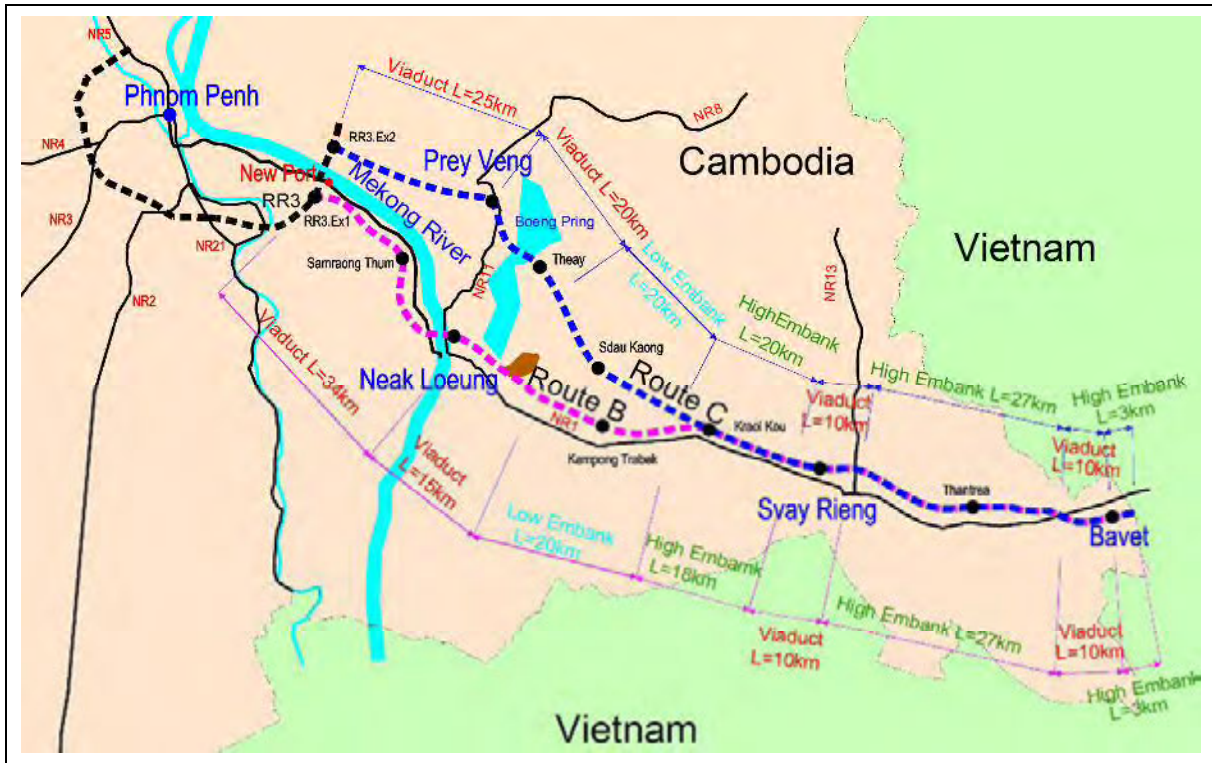 NR5
Phnom Penh
Viaduct L=25km
NR8
NR4
RR3.Ex2
Prey Veng
Viaduct L=20km
Cambodia
New Port
RR3
RR3.Ex1
Mekong River
Boeng Pring
NR3
NR21
NR2
Samraong Thum
NR11
Theay
Low Embank
L=20km
Vietnam
NR13
HighEmbank
L=20km
Viaduct L=34km
Neak Loeung
Sdau Kaong
Route B
Route C
NR1
Viaduct
L=10km
High Embank L=27km
High Embank
L=3km
Kampong Trabek
Kraol Kou
Viaduct
L=10km
Viaduct
L=15km
Svay Rieng
Thantrea
Bavet
Low Embank
L=20km
High Embamk
L=18km
Viaduct
L=10km
High Embank L=27km
Viaduct
L=10km
High Embank
L=3km
Vietnam